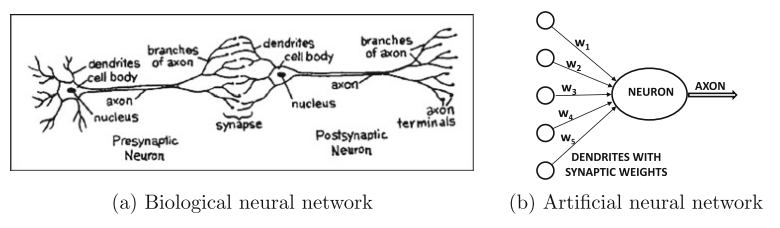 dendrites
cell body
axon
nucleus
Presynaptic
Neuron
branches
of axon
dendrites
cell body
nucleus
synapse
axon
Postsynaptic
Neuron
branches
of axon
axon
terminals
(a) Biological neural network
w1
w2
w3
w4
w5
NEURON
AXON
DENDRITES WITH
SYNAPTIC WEIGHTS
(b) Artificial neural network